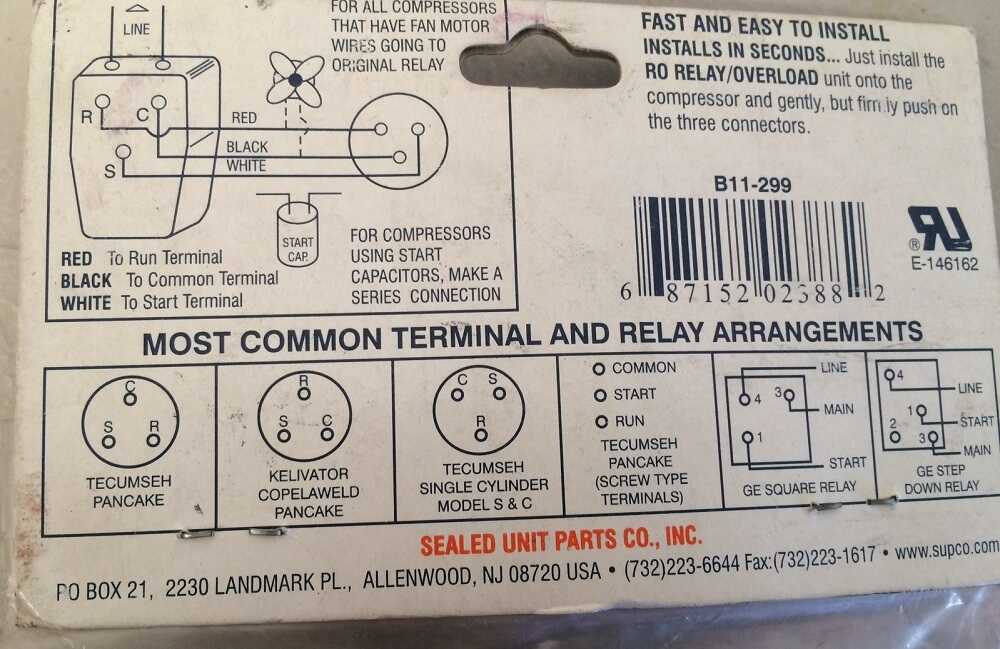 LINE
FOR ALL COMPRESSORS
THAT HAVE FAN MOTOR
WIRES GOING TO
ORIGINAL RELAY
R
C
S
RED
BLACK
WHITE
START
CAP.
RED To Run Terminal
BLACK To Common Terminal
WHITE To Start Terminal
FOR COMPRESSORS
USING START
CAPACITORS, MAKE A
SERIES CONNECTION
FAST AND EASY TO INSTALL
INSTALLS IN SECONDS... Just install the
RO RELAY/OVERLOAD unit onto the
compressor and gently, but firmly push on
the three connectors.
B11-299
6 87152 02388 2
®
E-146162
MOST COMMON TERMINAL AND RELAY ARRANGEMENTS
C
S R
TECUMSEH
PANCAKE
R
S C
KELIVATOR
COPELAWELD
PANCAKE
C S
R
TECUMSEH
SINGLE CYLINDER
MODEL S & C
COMMON
START
RUN
TECUMSEH
PANCAKE
(SCREW TYPE
TERMINALS)
LINE
4 3
MAIN
1
START
GE SQUARE RELAY
4
LINE
1
START
2 3
MAIN
GE STEP
DOWN RELAY
SEALED UNIT PARTS CO., INC.
PO BOX 21, 2230 LANDMARK PL., ALLENWOOD, NJ 08720 USA • (732)223-6644 Fax:(732)223-1617 • www.supco.com